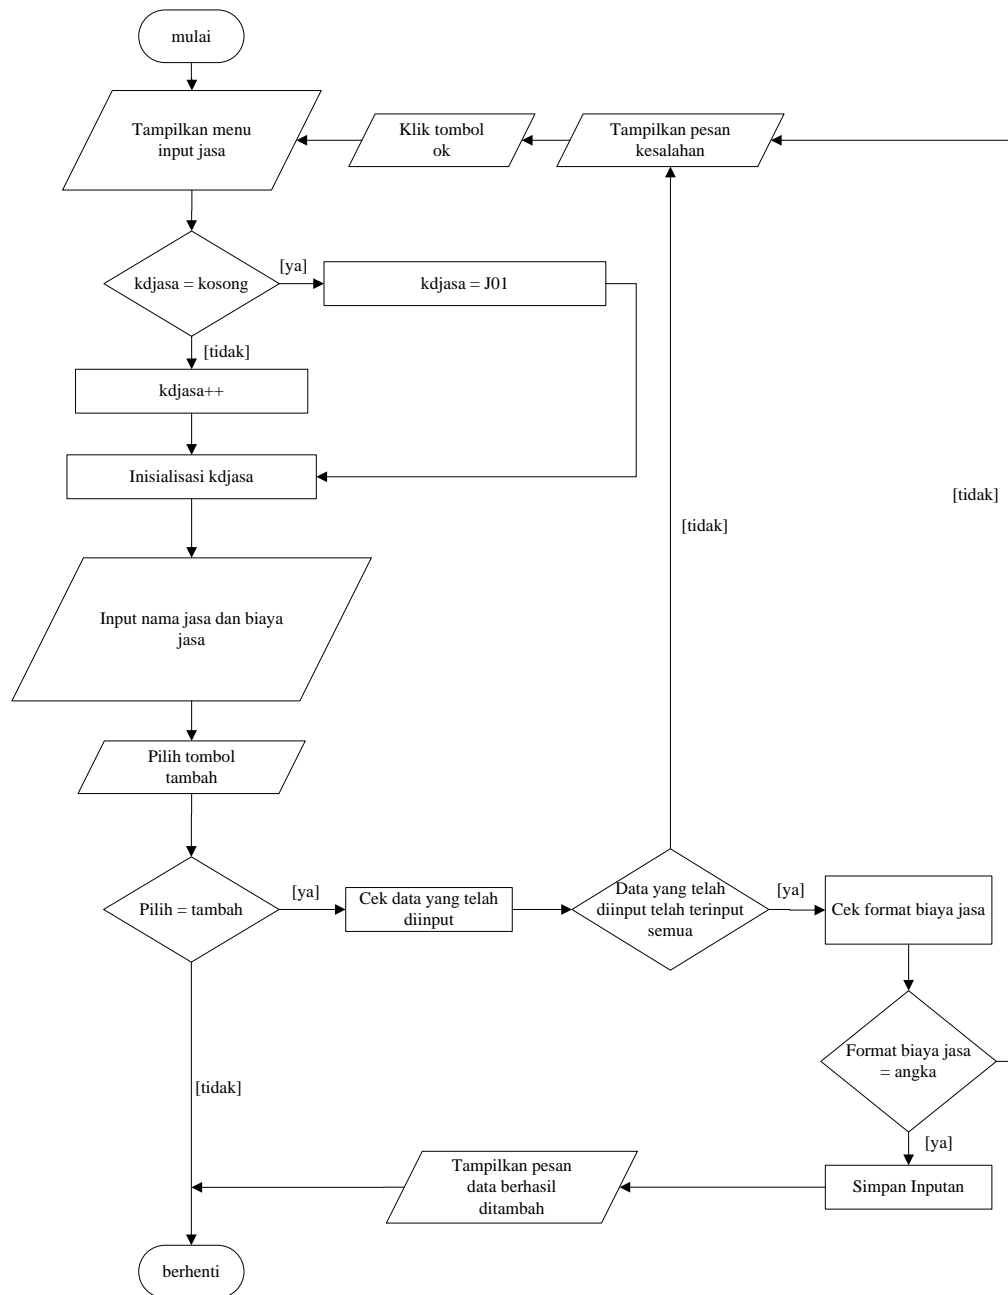 mulai
Tampilkan menu
input jasa
Klik tombol
ok
Tampilkan pesan
kesalahan
kdjasa = kosong
[ya]
kdjasa = J01
[tidak]
kdjasa++
Inisialisasi kdjasa
[tidak]
[tidak]
Input nama jasa dan biaya
jasa
Pilih tombol
tambah
Pilih = tambah
[ya]
Cek data yang telah
diinput
Data yang telah
diinput telah terinput
semua
[ya]
Cek format biaya jasa
Format biaya jasa
= angka
[tidak]
[ya]
Tampilkan pesan
data berhasil
ditambah
Simpan Inputan
berhenti